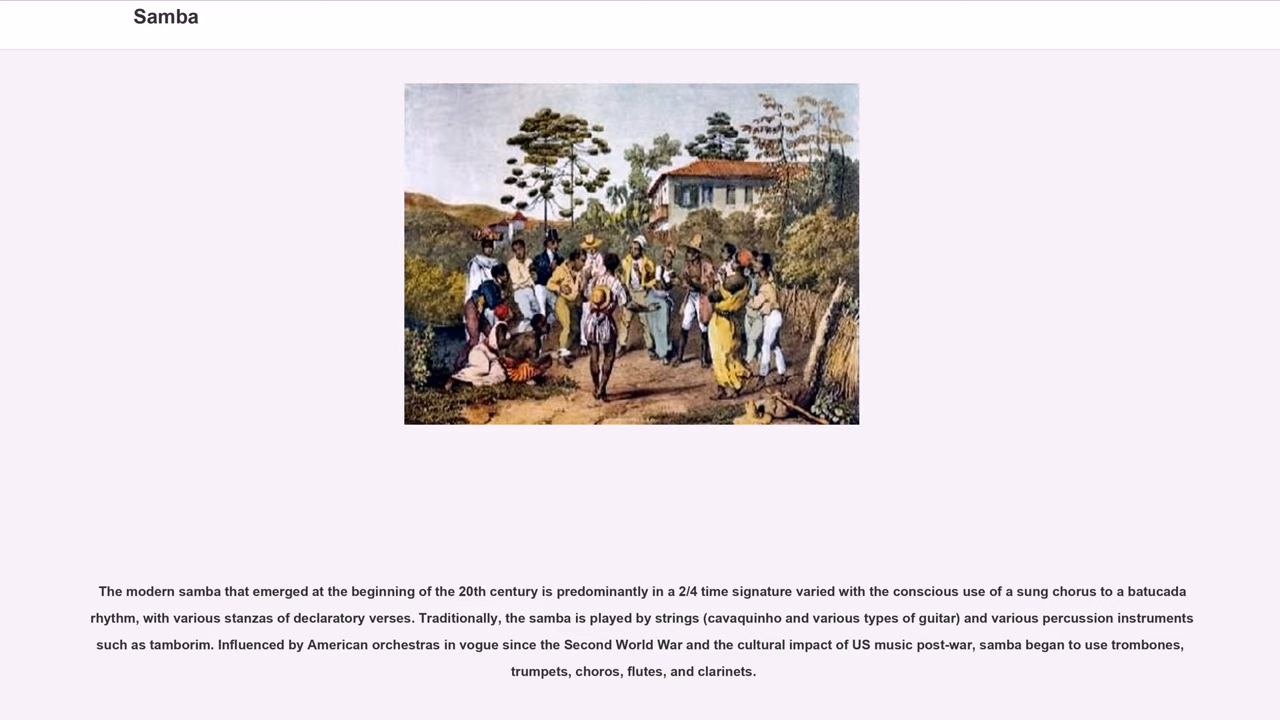 Samba
The modern samba that emerged at the beginning of the 20th century is predominantly in a 2/4 time signature varied with the conscious use of a sung chorus to a batucada
rhythm, with various stanzas of declaratory verses. Traditionally, the samba is played by strings (cavaquinho and various types of guitar) and various percussion instruments
such as tamborim. Influenced by American orchestras in vogue since the Second World War and the cultural impact of US music post-war, samba began to use trombones,
trumpets, choros, flutes, and clarinets.